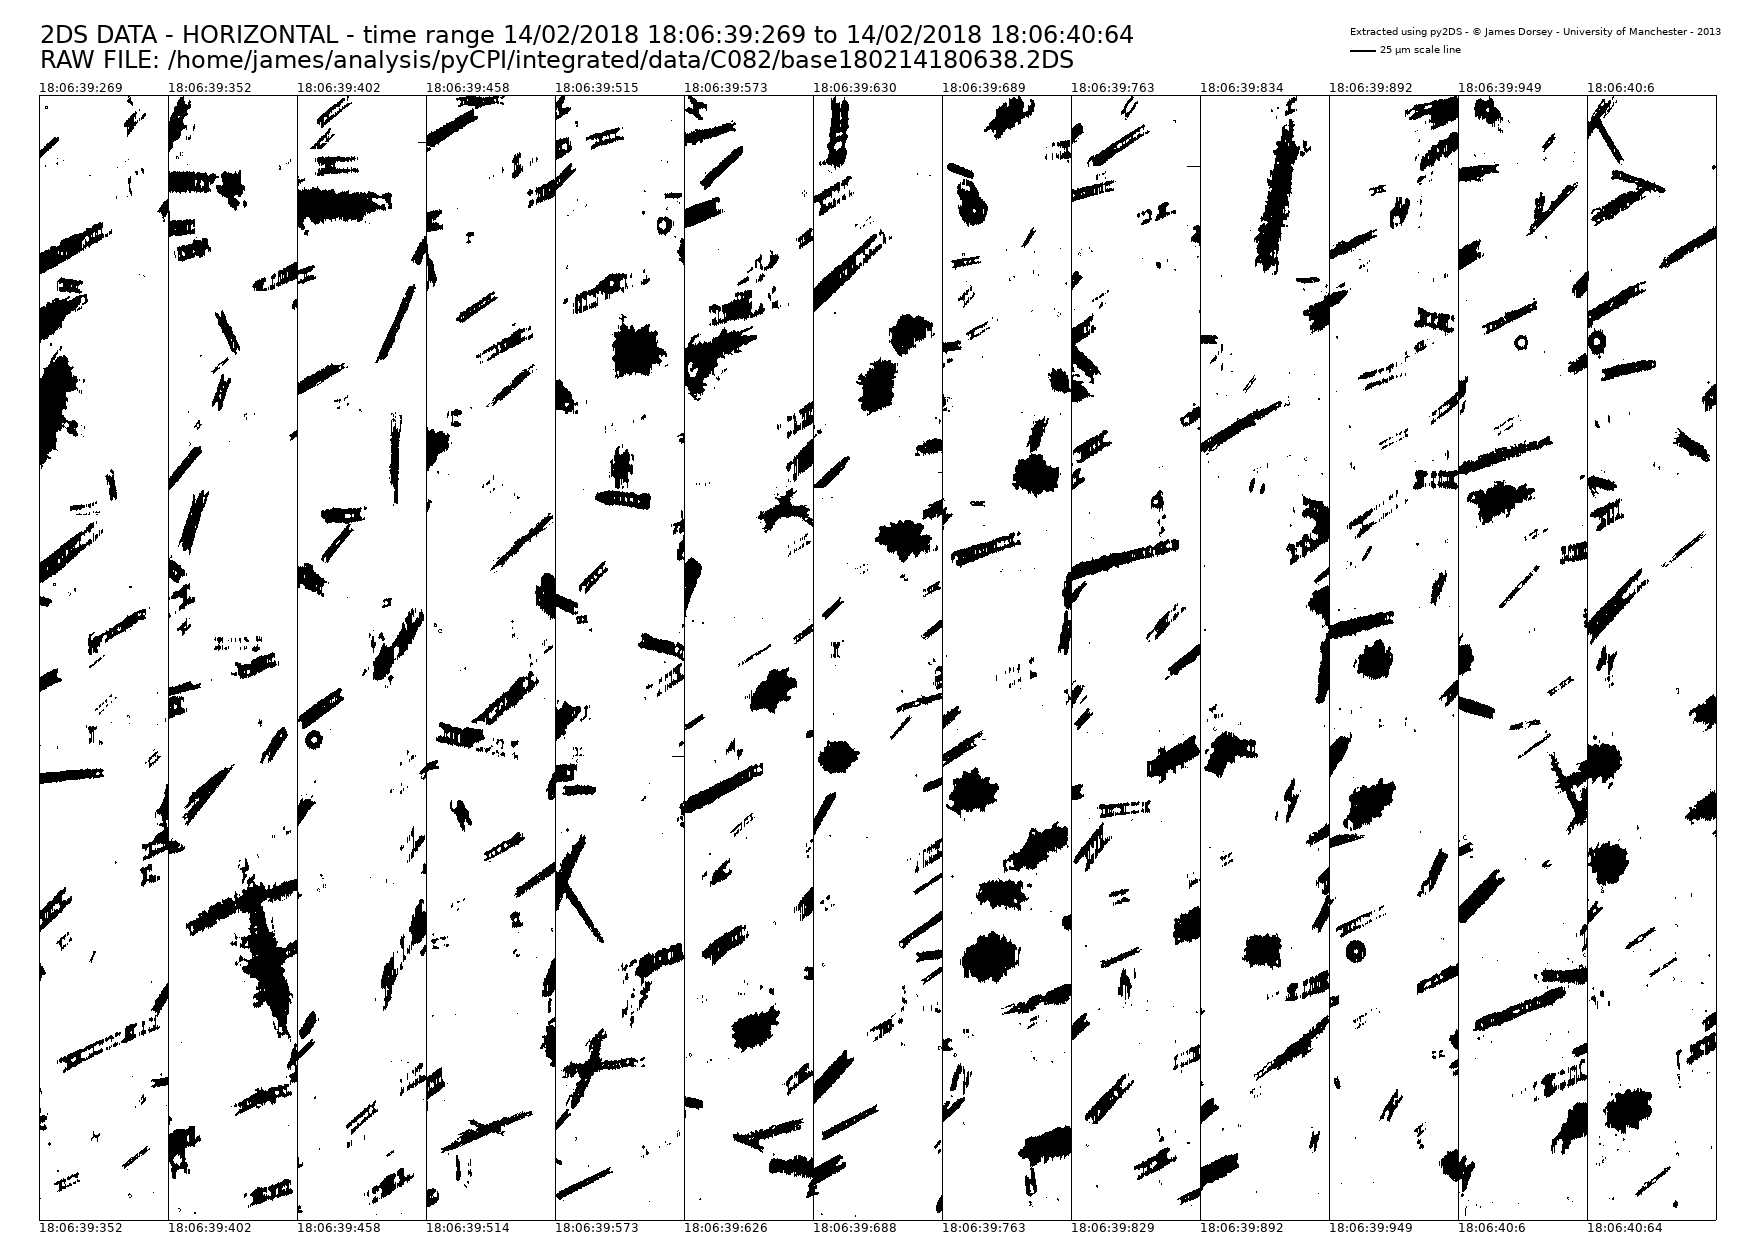 2DS DATA - HORIZONTAL - time range 14/02/2018 18:06:39:269 to 14/02/2018 18:06:40:64
RAW FILE: /home/james/analysis/pyCPI/integrated/data/C082/base180214180638.2DS
Extracted using py2DS - © James Dorsey - University of Manchester - 2013
25 µm scale line
18:06:39:269 18:06:39:352 18:06:39:402 18:06:39:458 18:06:39:515 18:06:39:573 18:06:39:630 18:06:39:689 18:06:39:763 18:06:39:834 18:06:39:892 18:06:39:949 18:06:40:6
18:06:39:352 18:06:39:402 18:06:39:458 18:06:39:514 18:06:39:573 18:06:39:626 18:06:39:688 18:06:39:763 18:06:39:829 18:06:39:892 18:06:39:949 18:06:40:6 18:06:40:64